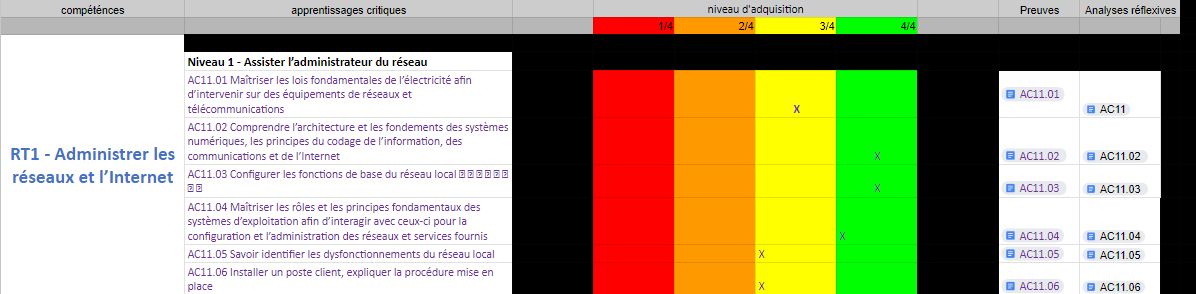 compétences apprentissages critiques niveau d'adquisition Preuves Analyses réflexives
1/4 2/4 3/4 4/4
RT1 - Administrer les
réseaux et l'Internet
Niveau 1 - Assister l'administrateur du réseau
AC11.01 Maîtriser les lois fondamentales de l'électricité afin
d'intervenir sur des équipements de réseaux et
télécommunications
X
AC11.01
AC11
AC11.02 Comprendre l'architecture et les fondements des systèmes
numériques, les principes du codage de l'information, des
communications et de l'Internet
X
AC11.02
AC11.02
AC11.03 Configurer les fonctions de base du réseau local
X
AC11.03
AC11.03
AC11.04 Maîtriser les rôles et les principes fondamentaux des
systèmes d'exploitation afin d'interagir avec ceux-ci pour la
configuration et l'administration des réseaux et services fournis
X
AC11.04
AC11.04
AC11.05 Savoir identifier les dysfonctionnements du réseau local
X
AC11.05
AC11.05
AC11.06 Installer un poste client, expliquer la procédure mise en
place
X
AC11.06
AC11.06